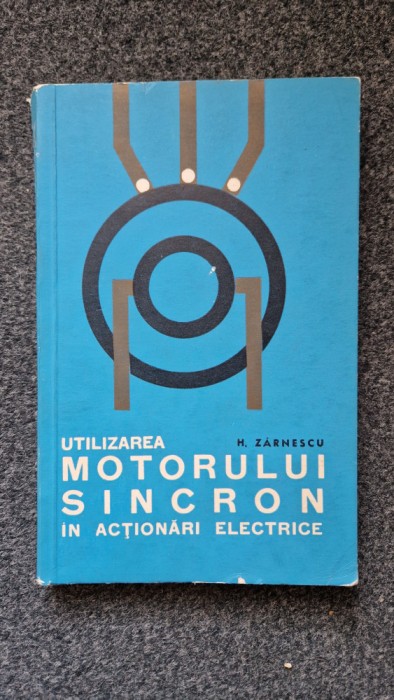 UTILIZAREA H. ZĂRNESCU
MOTORULUI
SINCRON
ÎN ACȚIONĂRI ELECTRICE